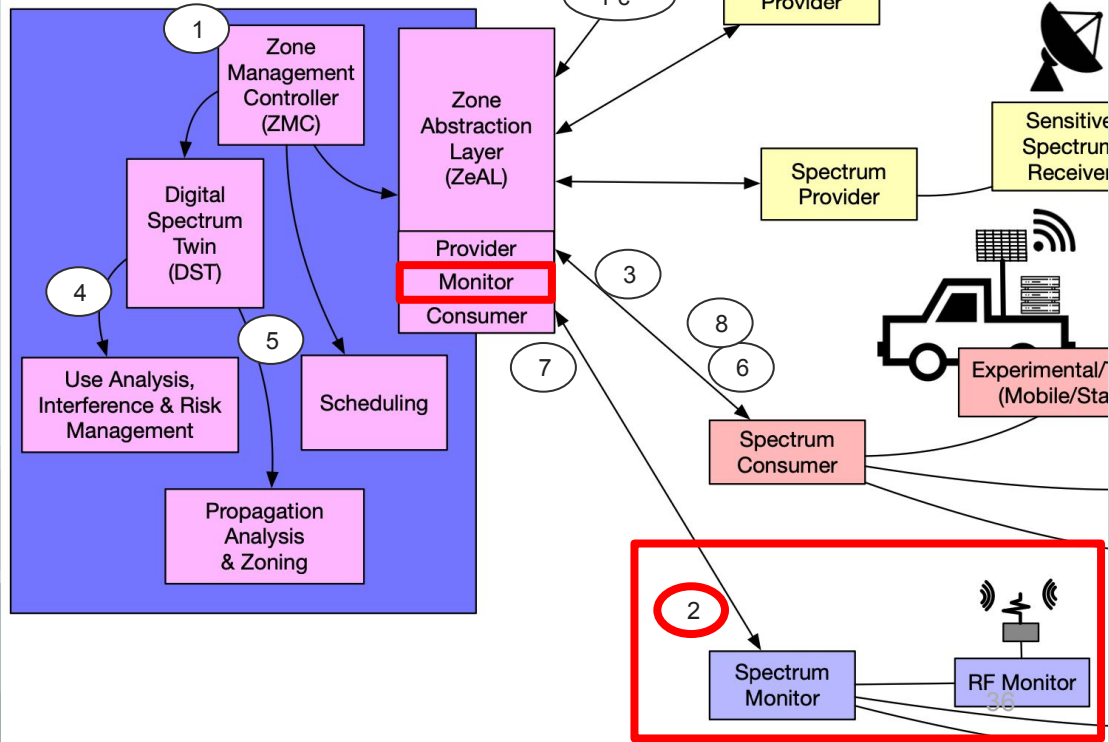 1
Zone
Management
Controller
(ZMC)
Zone
Abstraction
Layer
(ZeAL)
Provider
Monitor
Consumer
Digital
Spectrum
Twin
(DST)
4
5
Use Analysis,
Interference & Risk
Management
Scheduling
Propagation
Analysis
& Zoning
Provider
Spectrum
Provider
Sensitive
Spectrum
Receiver
3
8
6
7
Experimental/
(Mobile/Sta
Spectrum
Consumer
2
Spectrum
Monitor
RF Monitor
36